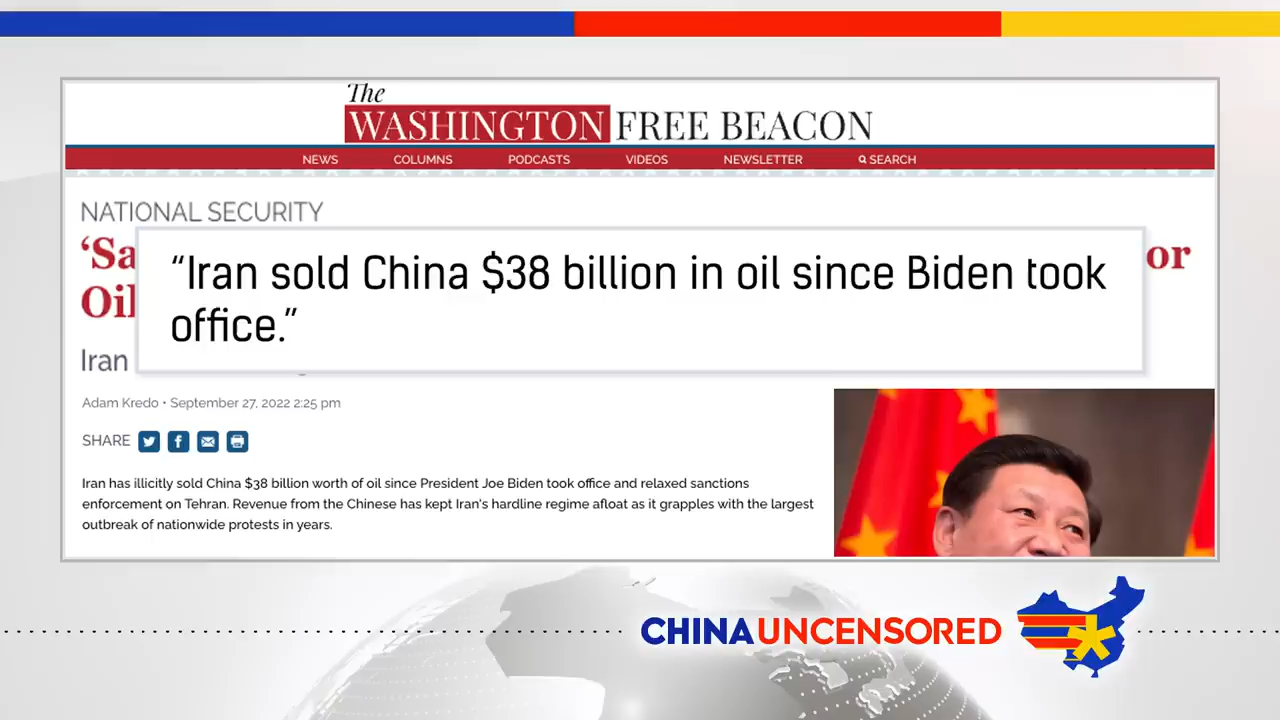 The
WASHINGTON FREE BEACON
NEWS COLUMNS PODCASTS VIDEOS NEWSLETTER SEARCH
NATIONAL SECURITY
‘Sa or
“Iran sold China $38 billion in oil since Biden took
office.”
Oil
Iran
Adam Kredo • September 27, 2022 2:25 pm
SHARE
Iran has illicitly sold China $38 billion worth of oil since President Joe Biden took office and relaxed sanctions
enforcement on Tehran. Revenue from the Chinese has kept Iran's hardline regime afloat as it grapples with the largest
outbreak of nationwide protests in years.
CHINA UNCENSORED